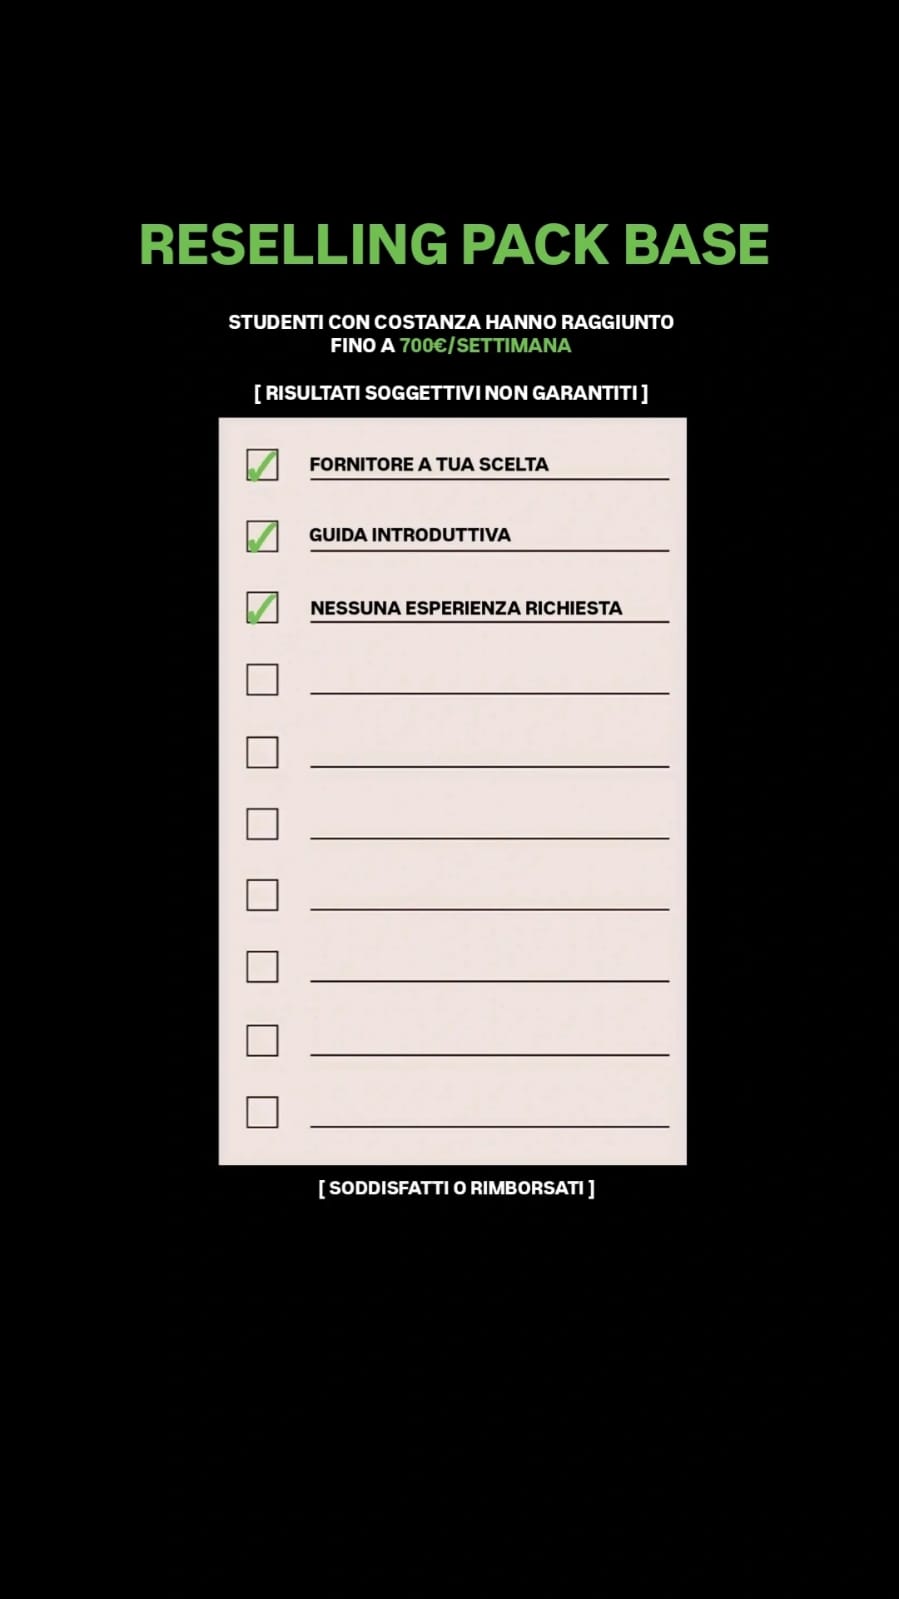 RESELLING PACK BASE
STUDENTI CON COSTANZA HANNO RAGGIUNTO
FINO A 700€/SETTIMANA
[ RISULTATI SOGGETTIVI NON GARANTITI ]
FORNITORE A TUA SCELTA
GUIDA INTRODUTTIVA
NESSUNA ESPERIENZA RICHIESTA
[ SODDISFATTI O RIMBORSATI ]